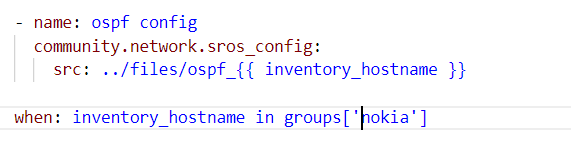 - name: ospf config
community.network.sros_config:
src: ../files/ospf_{{ inventory_hostname }}
when: inventory_hostname in groups['nokia']